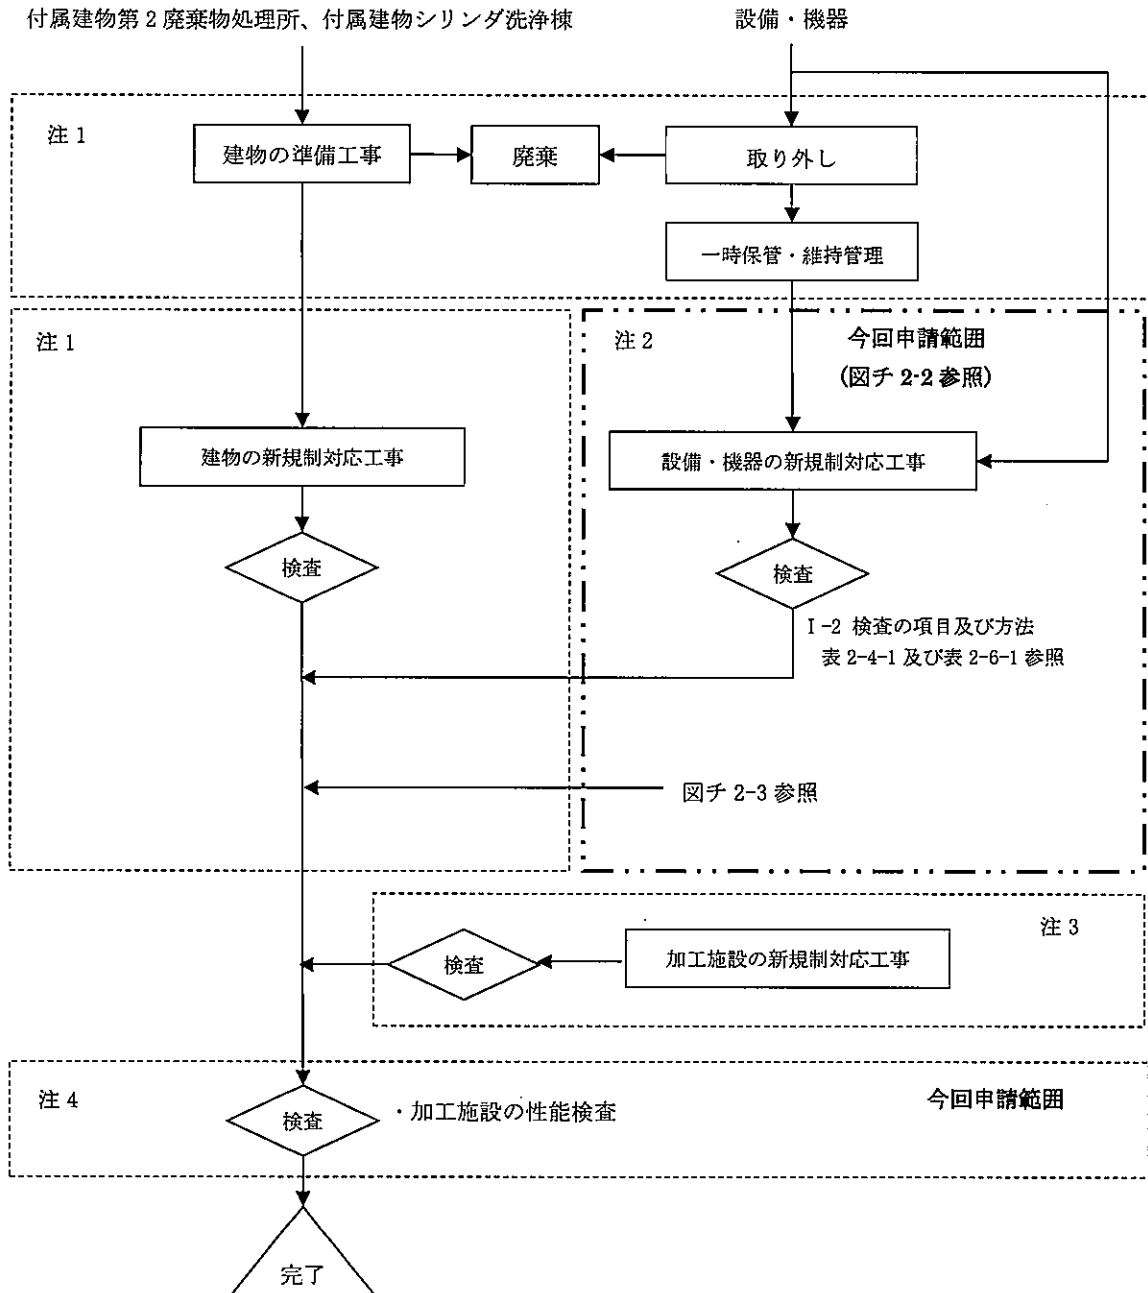 付属建物第2廃棄物処理所、付属建物シリンダ洗浄棟
設備・機器
注1
建物の準備工事
廃棄
取り外し
一時保管・維持管理
注1
注2
今回申請範囲
(図チ 2-2 参照)
建物の新規制対応工事
設備・機器の新規制対応工事
検査
検査
Ⅰ-2 検査の項目及び方法
表 2-4-1 及び表 2-6-1 参照
図チ 2-3 参照
注3
検査
加工施設の新規制対応工事
注4
今回申請範囲
検査
・加工施設の性能検査
完了